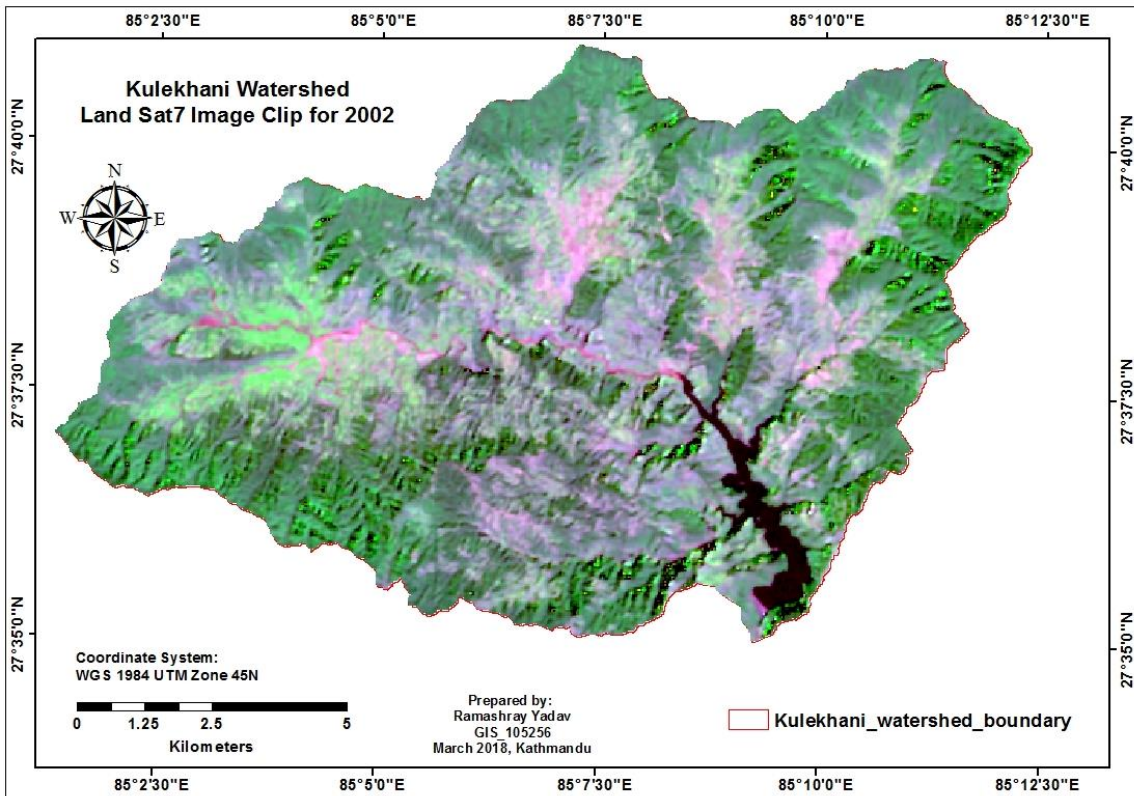 85°2'30"E 85°5'0"E 85°7'30"E 85°10'0"E 85°12'30"E
Kulekhani Watershed
Land Sat7 Image Clip for 2002
27°40'0"N
27°40'0"N
N
W E
S
27°37'30"N
27°37'30"N
27°35'0"N
27°35'0"N
Coordinate System:
WGS 1984 UTM Zone 45N
0 1.25 2.5 5
Kilometers
Prepared by:
Ramashray Yadav
GIS_105256
March 2018, Kathmandu
Kulekhani_watershed_boundary
85°2'30"E 85°5'0"E 85°7'30"E 85°10'0"E 85°12'30"E